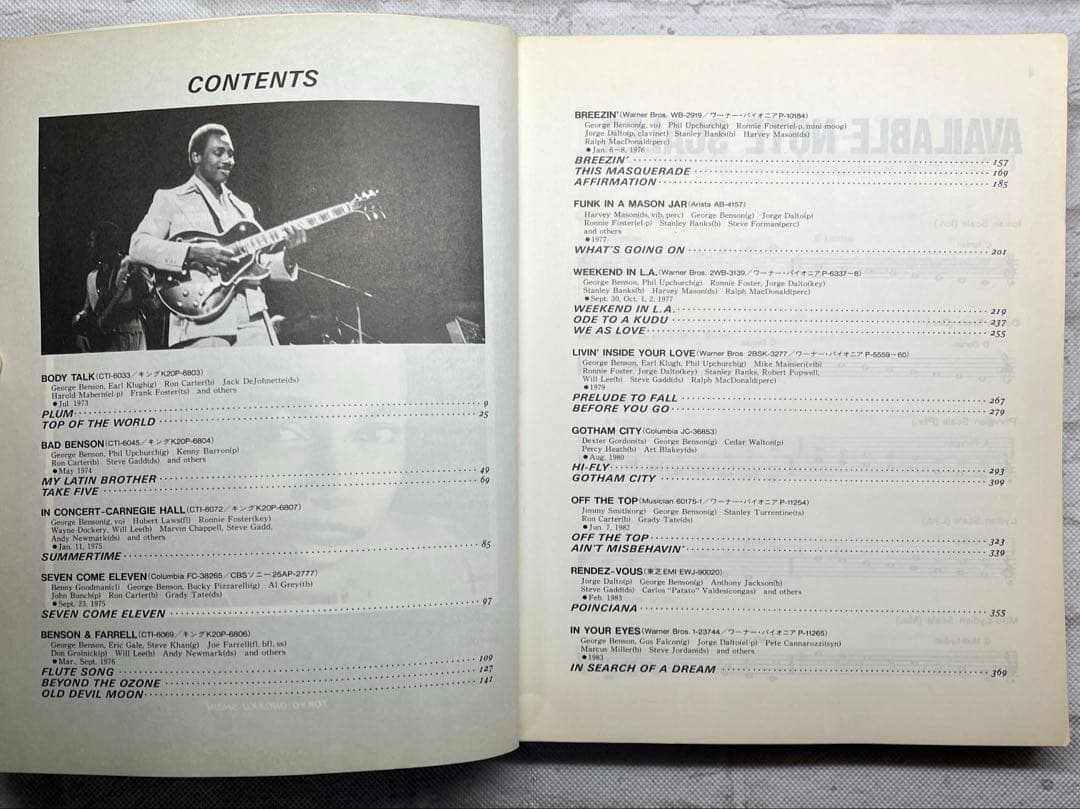 CONTENTS
BODY TALK(CTI-6033/キングK20P-6803)
George Benson, Earl Klugh(g) Ron Carter(b) Jack DeJohnette(ds)
Harold Mabern(el-p) Frank Foster(ts) and others
●Jul. 1973
PLUM 9
TOP OF THE WORLD 25
BAD BENSON(CTI-6045/キングK20P-6804)
George Benson, Phil Upchurch(g) Kenny Barron(p)
Ron Carter(b) Steve Gadd(ds) and others
●May 1974
MY LATIN BROTHER 49
TAKE FIVE 69
IN CONCERT-CARNEGIE HALL(CTI-6072/キングK20P-6807)
George Benson(g, vo) Hubert Laws(fl) Ronnie Foster(key)
Wayne Dockery, Will Lee(b) Marvin Chappell, Steve Gadd,
Andy Newmark(ds) and others
●Jan. 11, 1975
SUMMERTIME 85
SEVEN COME ELEVEN(Columbia FC-38265/CBSソニー25AP-2777)
Benny Goodman(cl) George Benson, Bucky Pizzarelli(g) Al Grey(tb)
John Bunch(p) Ron Carter(b) Grady Tate(ds)
●Sept. 23, 1975
SEVEN COME ELEVEN 97
BENSON & FARRELL(CTI-6069/キングK20P-6806)
George Benson, Eric Gale, Steve Khan(g) Joe Farrell(fl, bfl, ss)
Don Grolnick(p) Will Lee(b) Andy Newmark(ds) and others
●Mar., Sept. 1976
FLUTE SONG 109
BEYOND THE OZONE 127
OLD DEVIL MOON 141
BREEZIN'(Warner Bros. WB-2919/ワーナー・パイオニアP-10184)
George Benson(g, vo) Phil Upchurch(g) Ronnie Foster(el-p, mini-moog)
Jorge Dalto(p, clavinet) Stanley Banks(b) Harvey Mason(ds)
Ralph MacDonald(perc)
●Jan. 6~8, 1976
BREEZIN' 157
THIS MASQUERADE 169
AFFIRMATION 185
FUNK IN A MASON JAR(Arista AB-4157)
Harvey Mason(ds, vib, perc) George Benson(g) Jorge Dalto(p)
Ronnie Foster(el-p) Stanley Banks(b) Steve Forman(perc)
and others
●1977
WHAT'S GOING ON 201
WEEKEND IN L.A.(Warner Bros. 2WB-3139/ワーナー・パイオニアP-6337~8)
George Benson, Phil Upchurch(g) Ronnie Foster, Jorge Dalto(key)
Stanley Banks(b) Harvey Mason(ds) Ralph MacDonald(perc)
●Sept. 30, Oct. 1, 2, 1977
WEEKEND IN L.A. 219
ODE TO A KUDU 237
WE AS LOVE 255
LIVIN' INSIDE YOUR LOVE(Warner Bros. 2BSK-3277/ワーナー・パイオニアP-5559~60)
George Benson, Earl Klugh, Phil Upchurch(g) Mike Mainieri(vib)
Ronnie Foster, Jorge Dalto(key) Stanley Banks, Robert Popwell,
Will Lee(b) Steve Gadd(ds) Ralph MacDonald(perc)
●1979
PRELUDE TO FALL 267
BEFORE YOU GO 279
GOTHAM CITY(Columbia JC-36853)
Dexter Gordon(ts) George Benson(g) Cedar Walton(p)
Percy Heath(b) Art Blakey(ds)
●Aug. 1980
HI-FLY 293
GOTHAM CITY 309
OFF THE TOP(Musician 60175-1/ワーナー・パイオニアP-11254)
Jimmy Smith(org) George Benson(g) Stanley Turrentine(ts)
Ron Carter(b) Grady Tate(ds)
●Jun. 7, 1982
OFF THE TOP 323
AIN'T MISBEHAVIN' 339
RENDEZ-VOUS(東芝EMI EWJ-90020)
Jorge Dalto(p) George Benson(g) Anthony Jackson(b)
Steve Gadd(ds) Carlos "Patato" Valdes(congas) and others
●Feb. 1983
POINCIANA 355
IN YOUR EYES(Warner Bros. 1-23744/ワーナー・パイオニアP-11265)
George Benson, Gus Falcon(g) Jorge Dalto(el-p) Pete Cannarozzi(syn)
Marcus Miller(b) Steve Jordan(ds) and others
●1983
IN SEARCH OF A DREAM 369